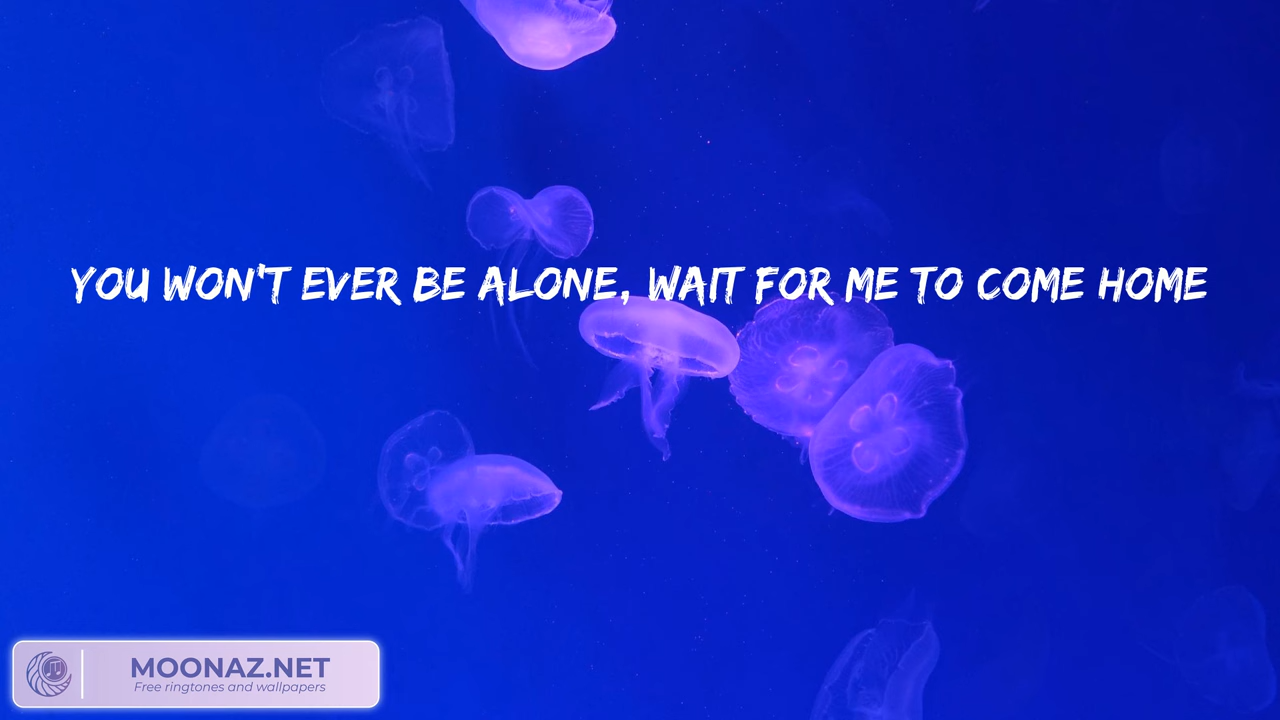 YOU WON'T EVER BE ALONE, WAIT FOR ME TO COME HOME
MOONAZ.NET
Free ringtones and wallpapers